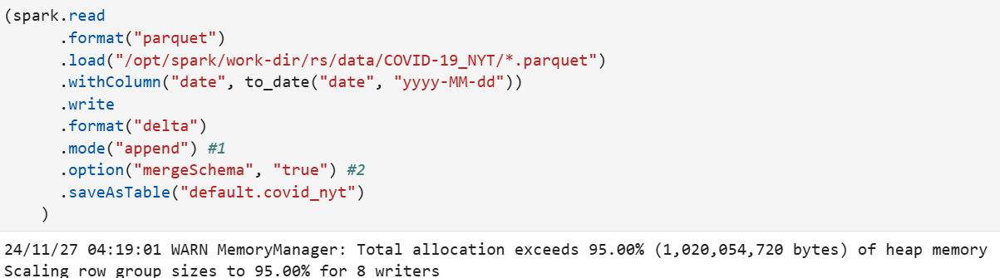 (spark.read
.format("parquet")
.load("/opt/spark/work-dir/rs/data/COVID-19_NYT/*.parquet")
.withColumn("date", to_date("date", "yyyy-MM-dd"))
.write
.format("delta")
.mode("append") #1
.option("mergeSchema", "true") #2
.saveAsTable("default.covid_nyt")
)
24/11/27 04:19:01 WARN MemoryManager: Total allocation exceeds 95.00% (1,020,054,720 bytes) of heap memory
Scaling row group sizes to 95.00% for 8 writers